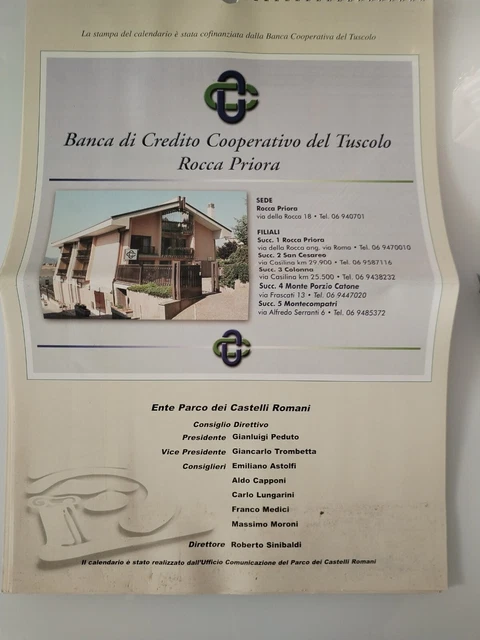 La stampa del calendario è stata cofinanziata dalla Banca Cooperativa del Tuscolo
Banca di Credito Cooperativo del Tuscolo
Rocca Priora
SEDE
Rocca Priora
via della Rocca 18 • Tel. 06 940701
FILIALI
Succ. 1 Rocca Priora
via della Rocca ang. via Roma • Tel. 06 9470010
Succ. 2 San Cesareo
via Casilina km 29.900 • Tel. 06 9587116
Succ. 3 Colonna
via Casilina km 25.500 • Tel. 06 9438232
Succ. 4 Monte Porzio Catone
via Frascati 13 • Tel. 06 9447020
Succ. 5 Montecompatri
via Alfredo Serranti 6 • Tel. 06 9485372
Ente Parco dei Castelli Romani
Consiglio Direttivo
Presidente Gianluigi Peduto
Vice Presidente Giancarlo Trombetta
Consiglieri Emiliano Astolfi
Aldo Capponi
Carlo Lungarini
Franco Medici
Massimo Moroni
Direttore Roberto Sinibaldi
Il calendario è stato realizzato dall'Ufficio Comunicazione del Parco dei Castelli Romani